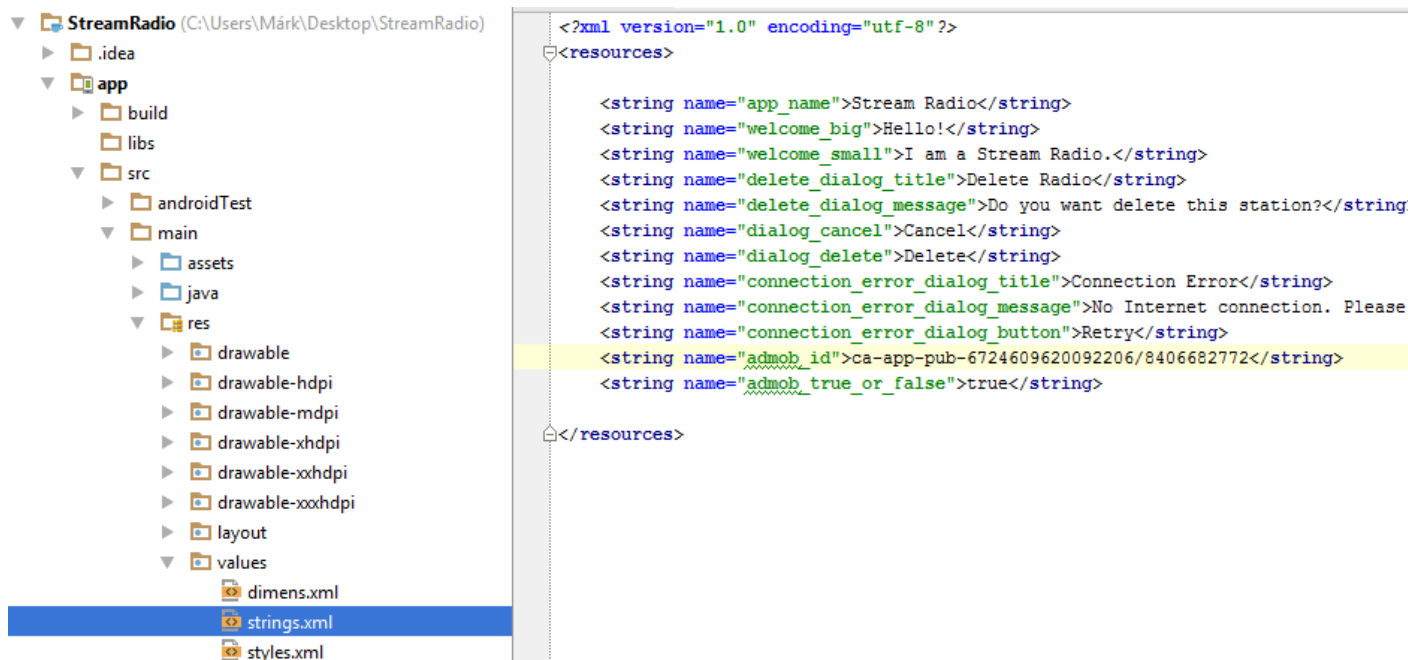 StreamRadio (C:\Users\Márk\Desktop\StreamRadio)
.idea
app
build
libs
src
androidTest
main
assets
java
res
drawable
drawable-hdpi
drawable-mdpi
drawable-xhdpi
drawable-xxhdpi
drawable-xxxhdpi
layout
values
dimens.xml
strings.xml
styles.xml
<?xml version="1.0" encoding="utf-8"?>
<resources>
<string name="app_name">Stream Radio</string>
<string name="welcome_big">Hello!</string>
<string name="welcome_small">I am a Stream Radio.</string>
<string name="delete_dialog_title">Delete Radio</string>
<string name="delete_dialog_message">Do you want delete this station?</string
<string name="dialog_cancel">Cancel</string>
<string name="dialog_delete">Delete</string>
<string name="connection_error_dialog_title">Connection Error</string>
<string name="connection_error_dialog_message">No Internet connection. Please
<string name="connection_error_dialog_button">Retry</string>
<string name="admob_id">ca-app-pub-6724609620092206/8406682772</string>
<string name="admob_true_or_false">true</string>
</resources>